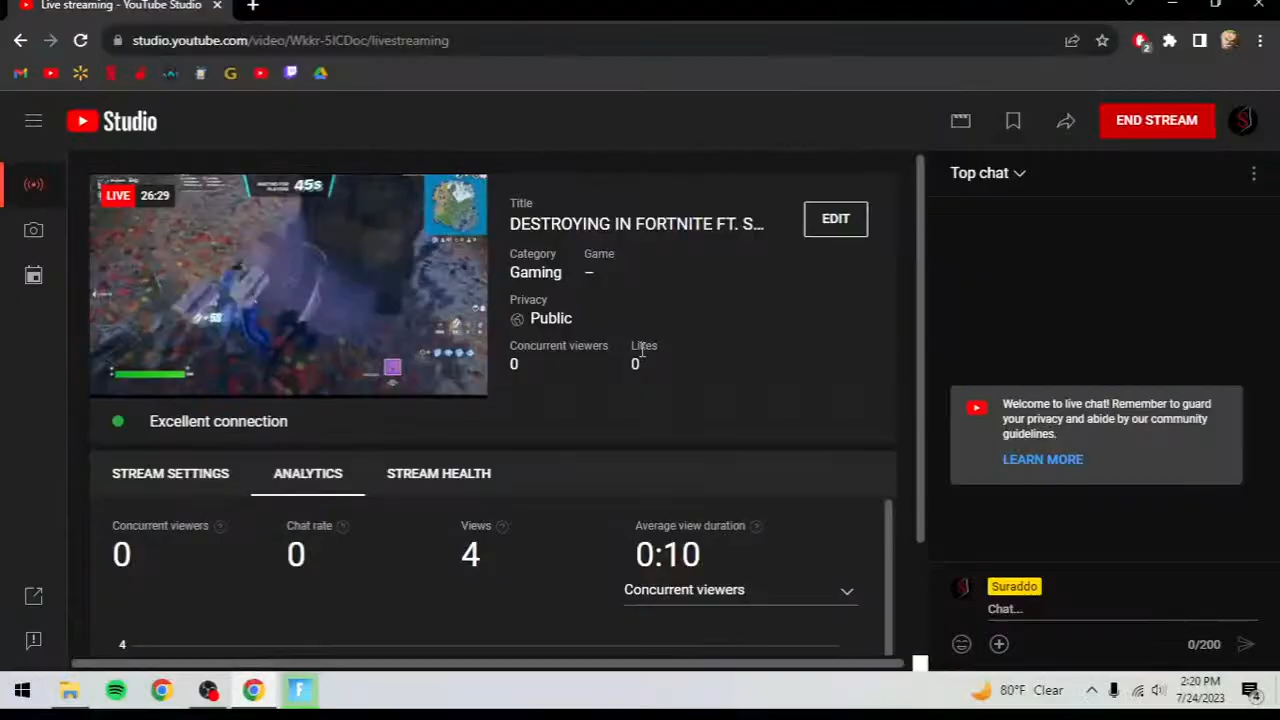 Live streaming - YouTube Studio
studio.youtube.com/video/Wkkr-5lCDoc/livestreaming
2
Studio
END STREAM
LIVE 26:29
45s
Title
DESTROYING IN FORTNITE FT. S...
EDIT
Category Game
Gaming –
Privacy
Public
Concurrent viewers Likes
0 0
Excellent connection
STREAM SETTINGS ANALYTICS STREAM HEALTH
Concurrent viewers Chat rate Views Average view duration
0 0 4 0:10
Concurrent viewers
4
Top chat
Welcome to live chat! Remember to guard
your privacy and abide by our community
guidelines.
LEARN MORE
Suraddo
Chat...
0/200
80°F Clear
2:20 PM
7/24/2023
4